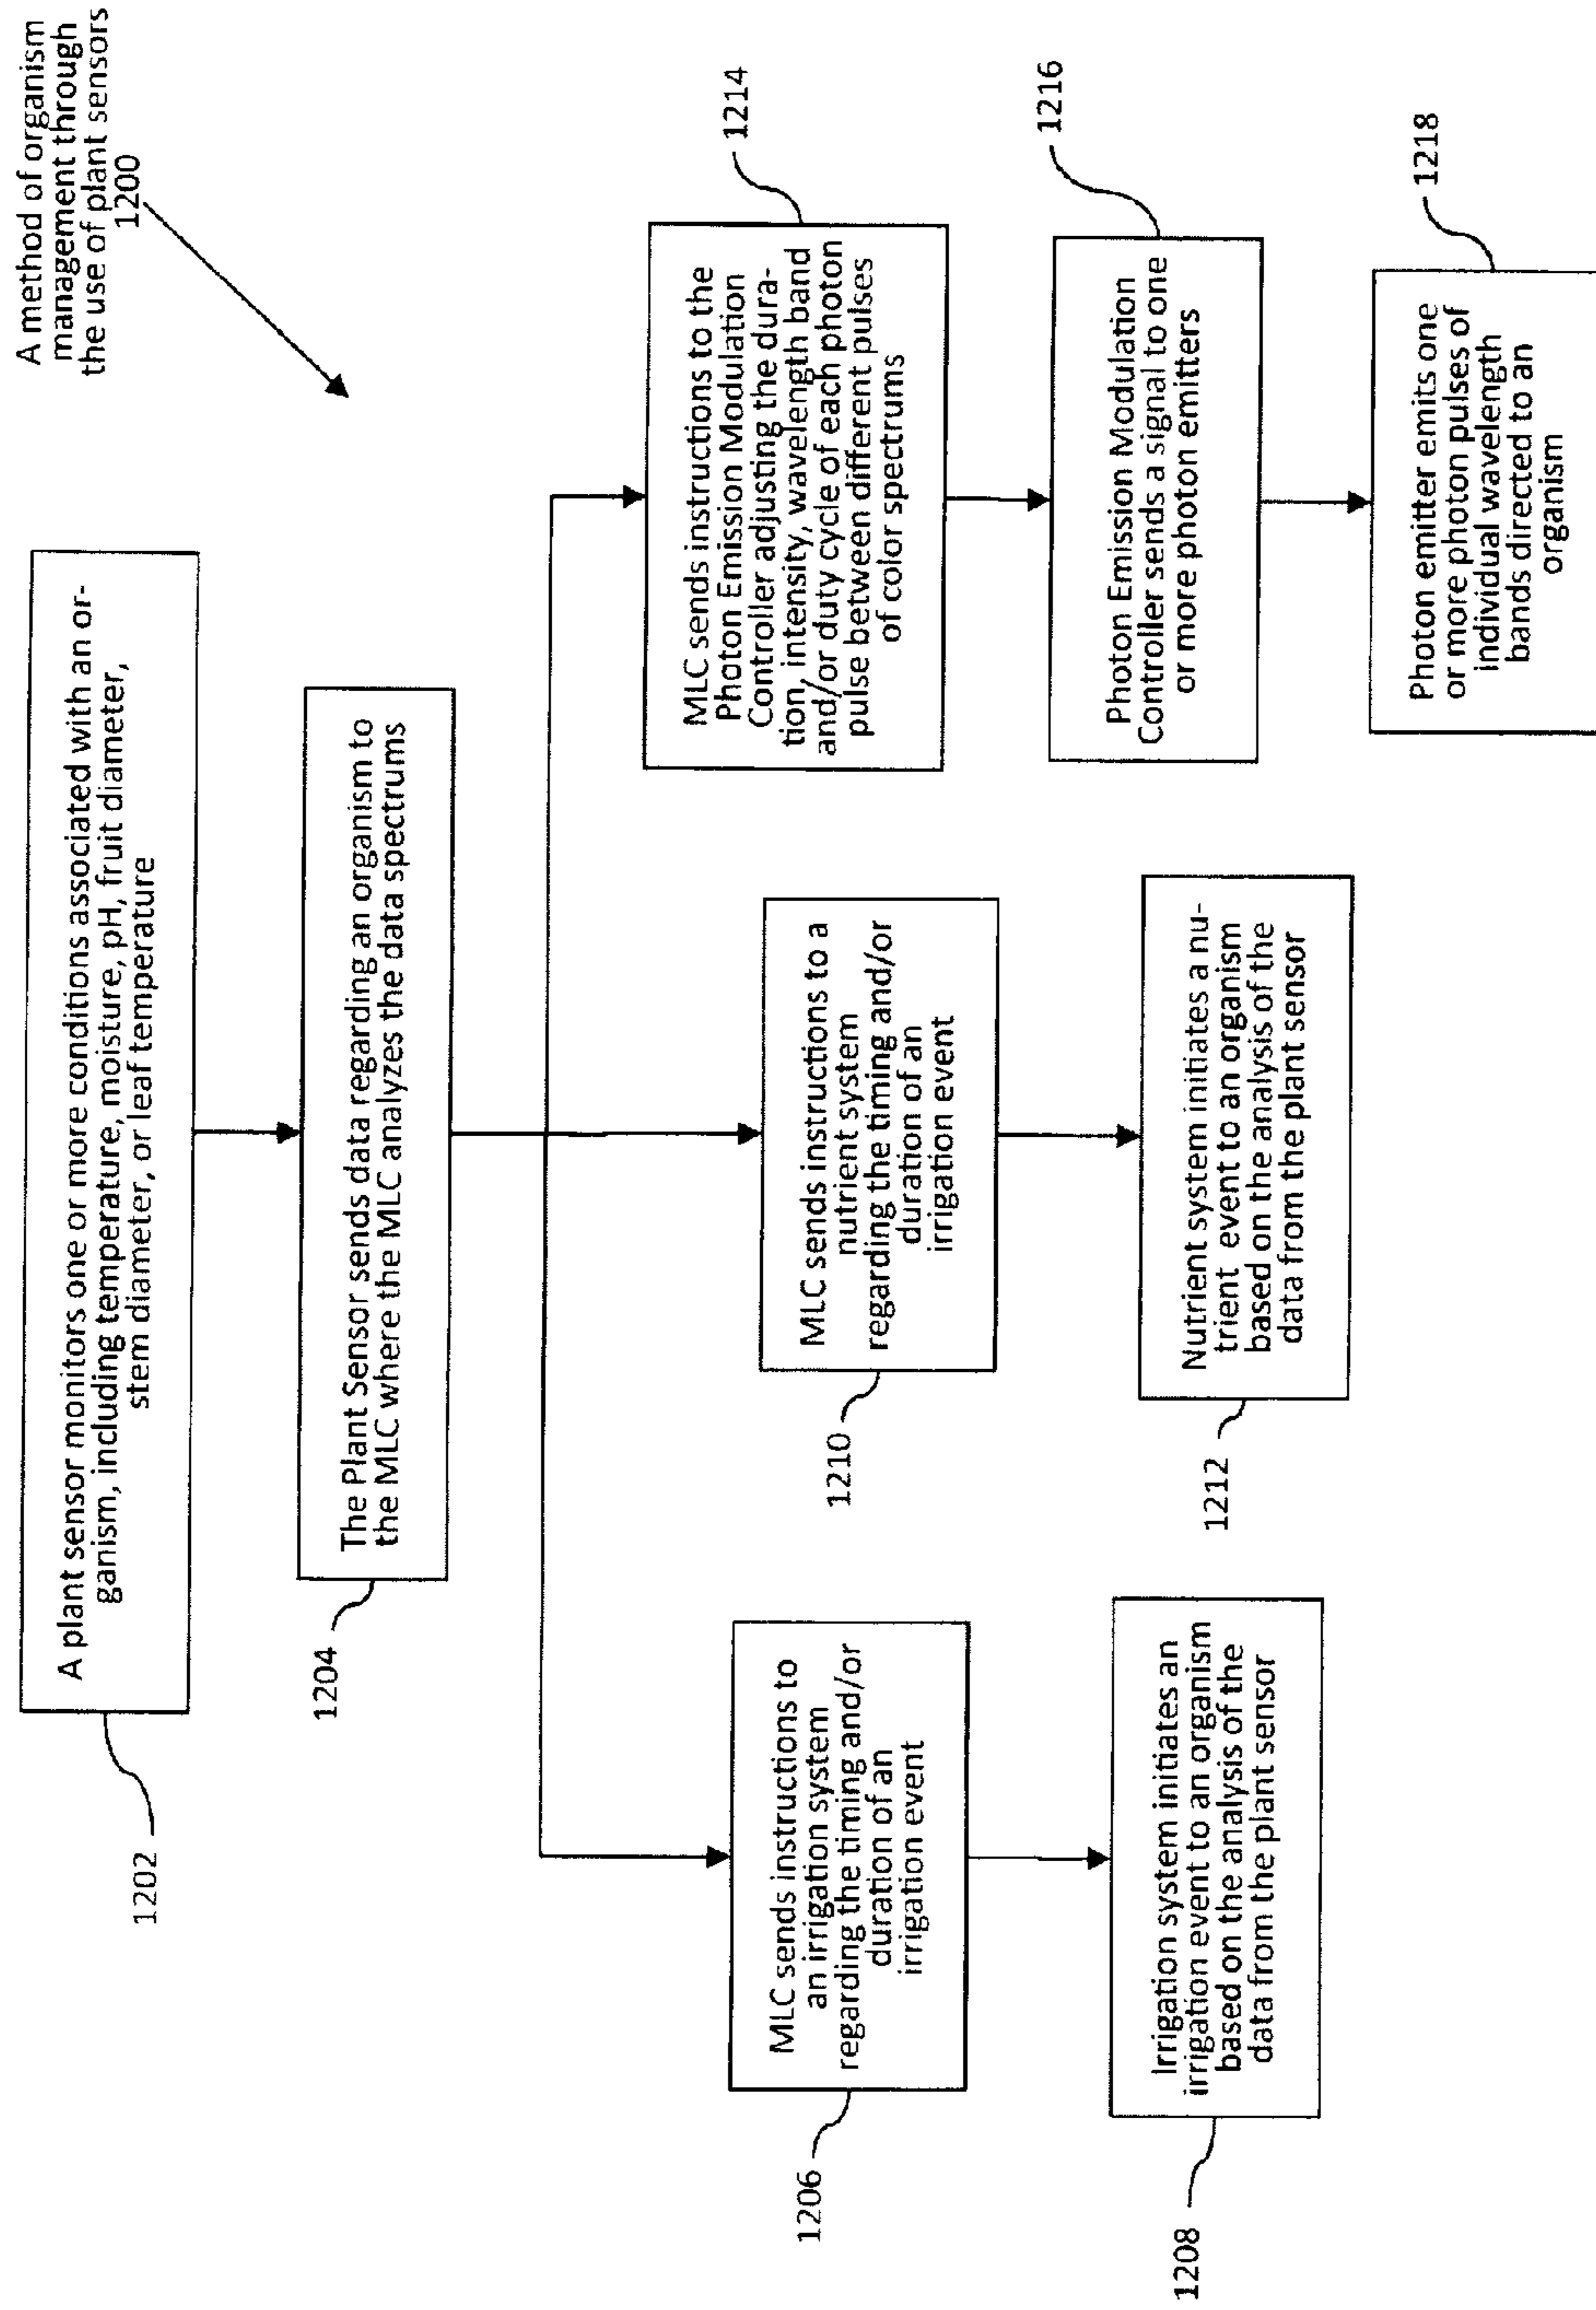 A method of organism
management through
the use of plant sensors
1200
A plant sensor monitors one or more conditions associated with an or-
ganism, including temperature, moisture, pH, fruit diameter,
stem diameter, or leaf temperature
1202
The Plant Sensor sends data regarding an organism to
the MLC where the MLC analyzes the data spectrums
1204
MLC sends instructions to
an irrigation system
regarding the timing and/or
duration of an
irrigation event
1206
Irrigation system initiates an
irrigation event to an organism
based on the analysis of the
data from the plant sensor
1208
MLC sends instructions to a
nutrient system
regarding the timing and/or
duration of an
irrigation event
1210
Nutrient system initiates a nu-
trient event to an organism
based on the analysis of the
data from the plant sensor
1212
MLC sends instructions to the
Photon Emission Modulation
Controller adjusting the dura-
tion, intensity, wavelength band
and/or duty cycle of each photon
pulse between different pulses
of color spectrums
1214
Photon Emission Modulation
Controller sends a signal to one
or more photon emitters
1216
Photon emitter emits one
or more photon pulses of
individual wavelength
bands directed to an
organism
1218